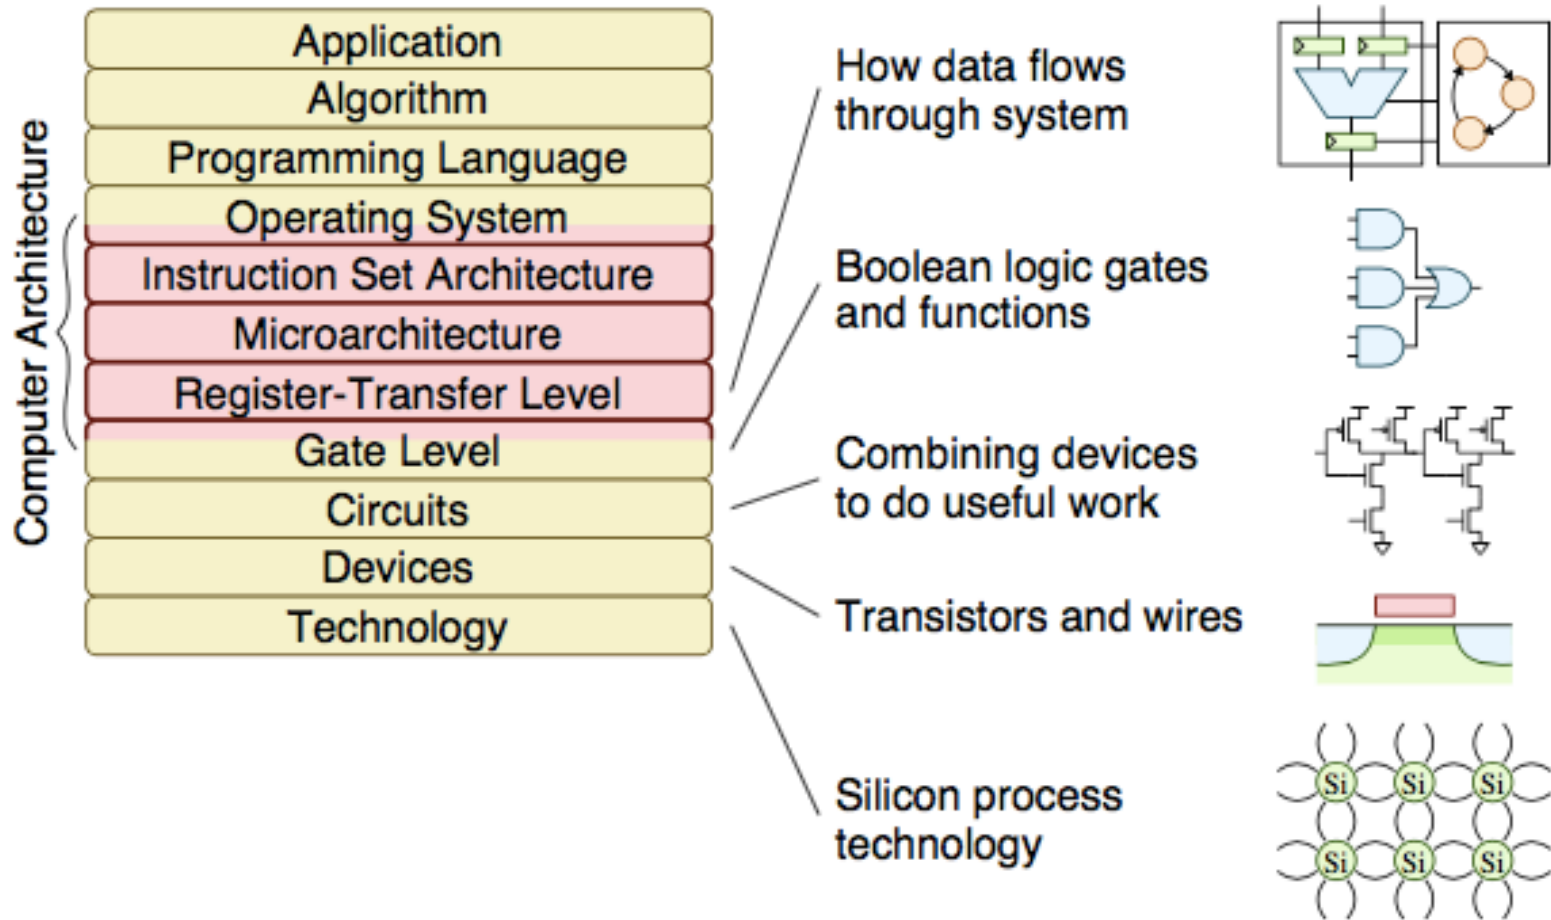 Computer Architecture
Application
Algorithm
Programming Language
Operating System
Instruction Set Architecture
Microarchitecture
Register-Transfer Level
Gate Level
Circuits
Devices
Technology
How data flows
through system
Boolean logic gates
and functions
Combining devices
to do useful work
Transistors and wires
Silicon process
technology
Si Si Si
Si Si Si